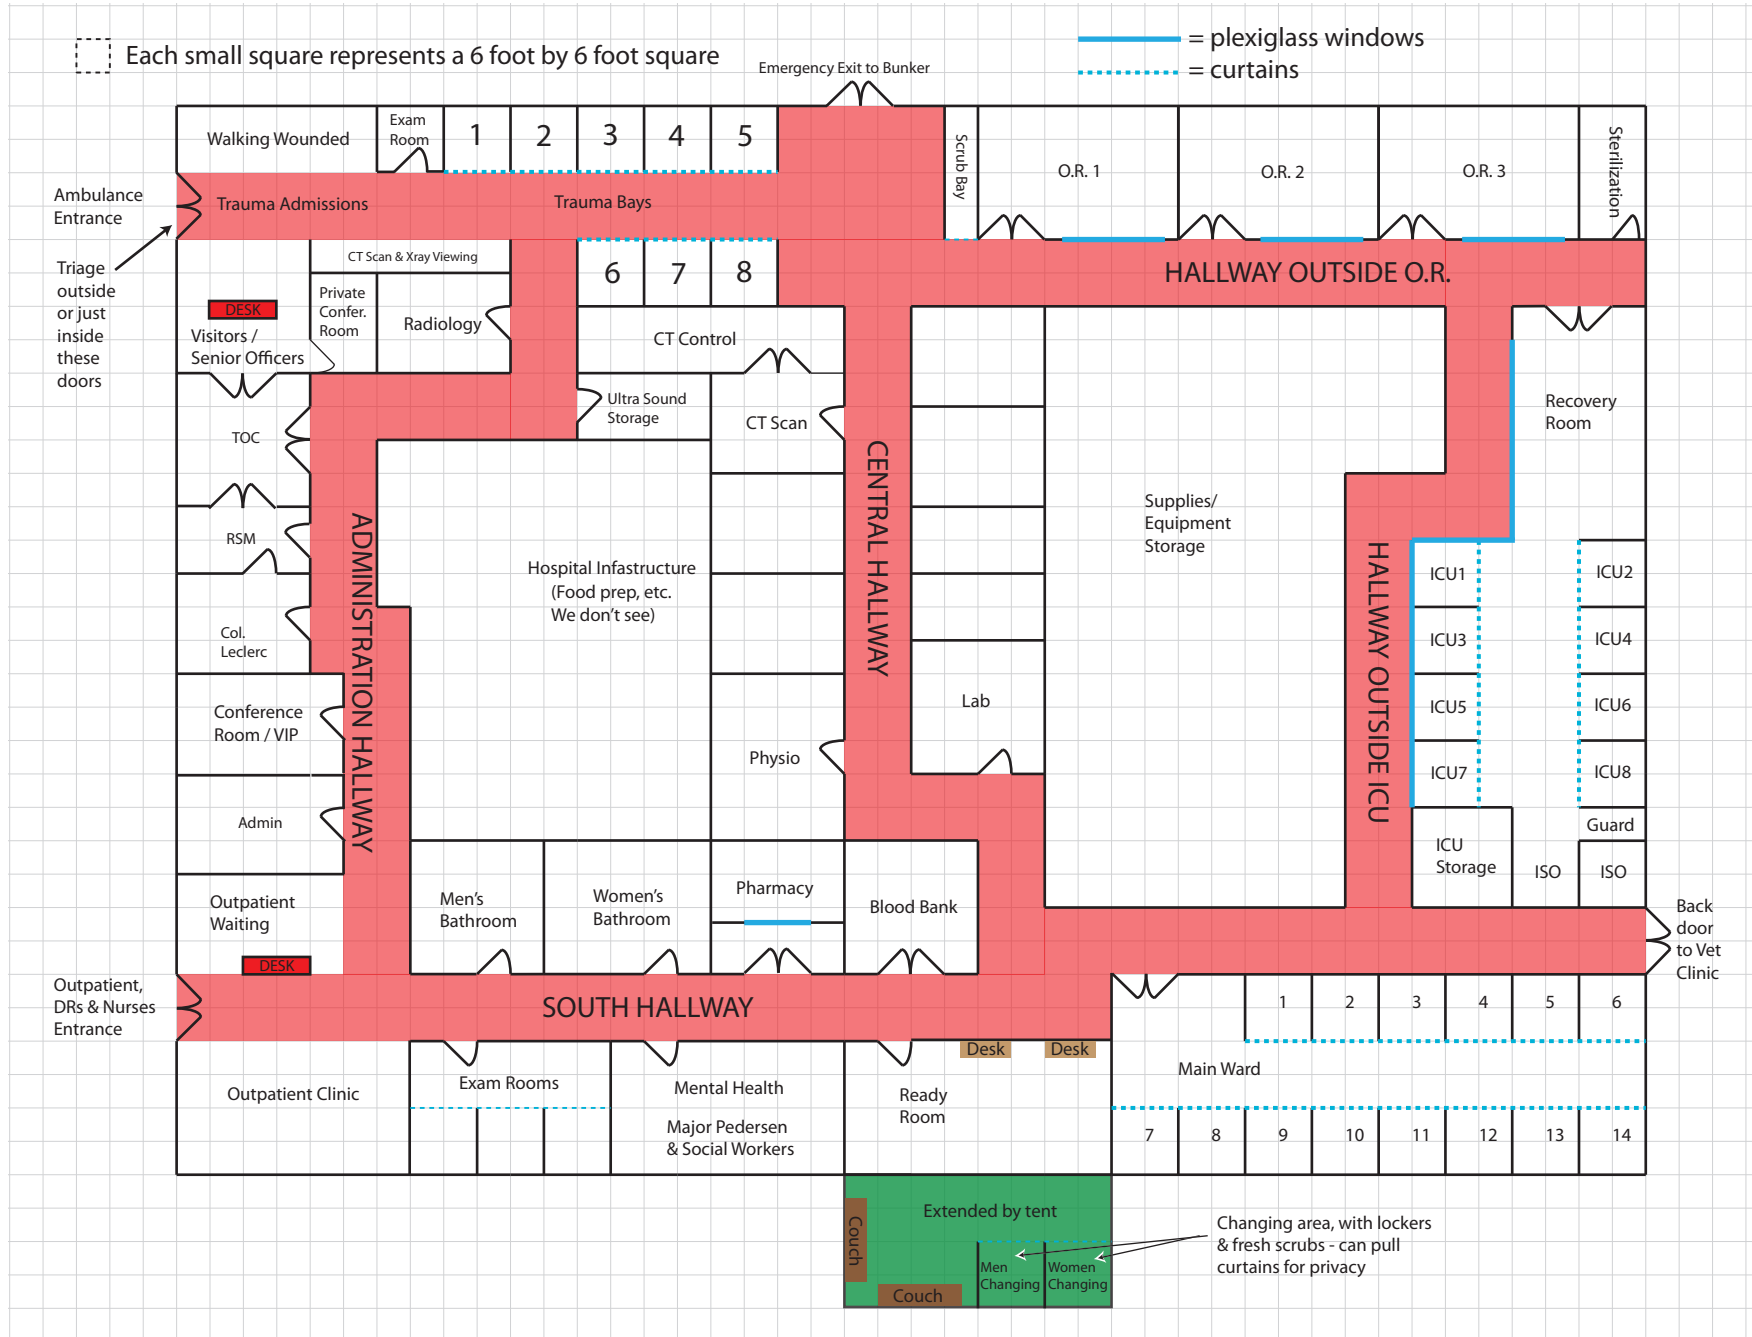 Each small square represents a 6 foot by 6 foot square
= plexiglass windows
= curtains
Emergency Exit to Bunker
Walking Wounded
Exam
Room
1
2
3
4
5
Scrub Bay
O.R. 1
O.R. 2
O.R. 3
Sterilization
Ambulance
Entrance
Trauma Admissions
Trauma Bays
Triage
outside
or just
inside
these
doors
CT Scan & Xray Viewing
6
7
8
HALLWAY OUTSIDE O.R.
DESK
Visitors /
Senior Officers
Private
Confer.
Room
Radiology
CT Control
Ultra Sound
Storage
CT Scan
Recovery
Room
TOC
RSM
Col.
Leclerc
ADMINISTRATION HALLWAY
Hospital Infastructure
(Food prep, etc.
We don't see)
CENTRAL HALLWAY
Supplies/
Equipment
Storage
HALLWAY OUTSIDE ICU
ICU1
ICU2
ICU3
ICU4
ICU5
ICU6
ICU7
ICU8
Conference
Room / VIP
Lab
Physio
Admin
Guard
ICU
Storage
ISO
ISO
Outpatient
Waiting
DESK
Men's
Bathroom
Women's
Bathroom
Pharmacy
Blood Bank
Back
door
to Vet
Clinic
Outpatient,
DRs & Nurses
Entrance
SOUTH HALLWAY
1
2
3
4
5
6
Desk
Desk
Outpatient Clinic
Exam Rooms
Mental Health
Major Pedersen
& Social Workers
Ready
Room
Main Ward
7
8
9
10
11
12
13
14
Extended by tent
Couch
Couch
Men
Changing
Women
Changing
Changing area, with lockers
& fresh scrubs - can pull
curtains for privacy